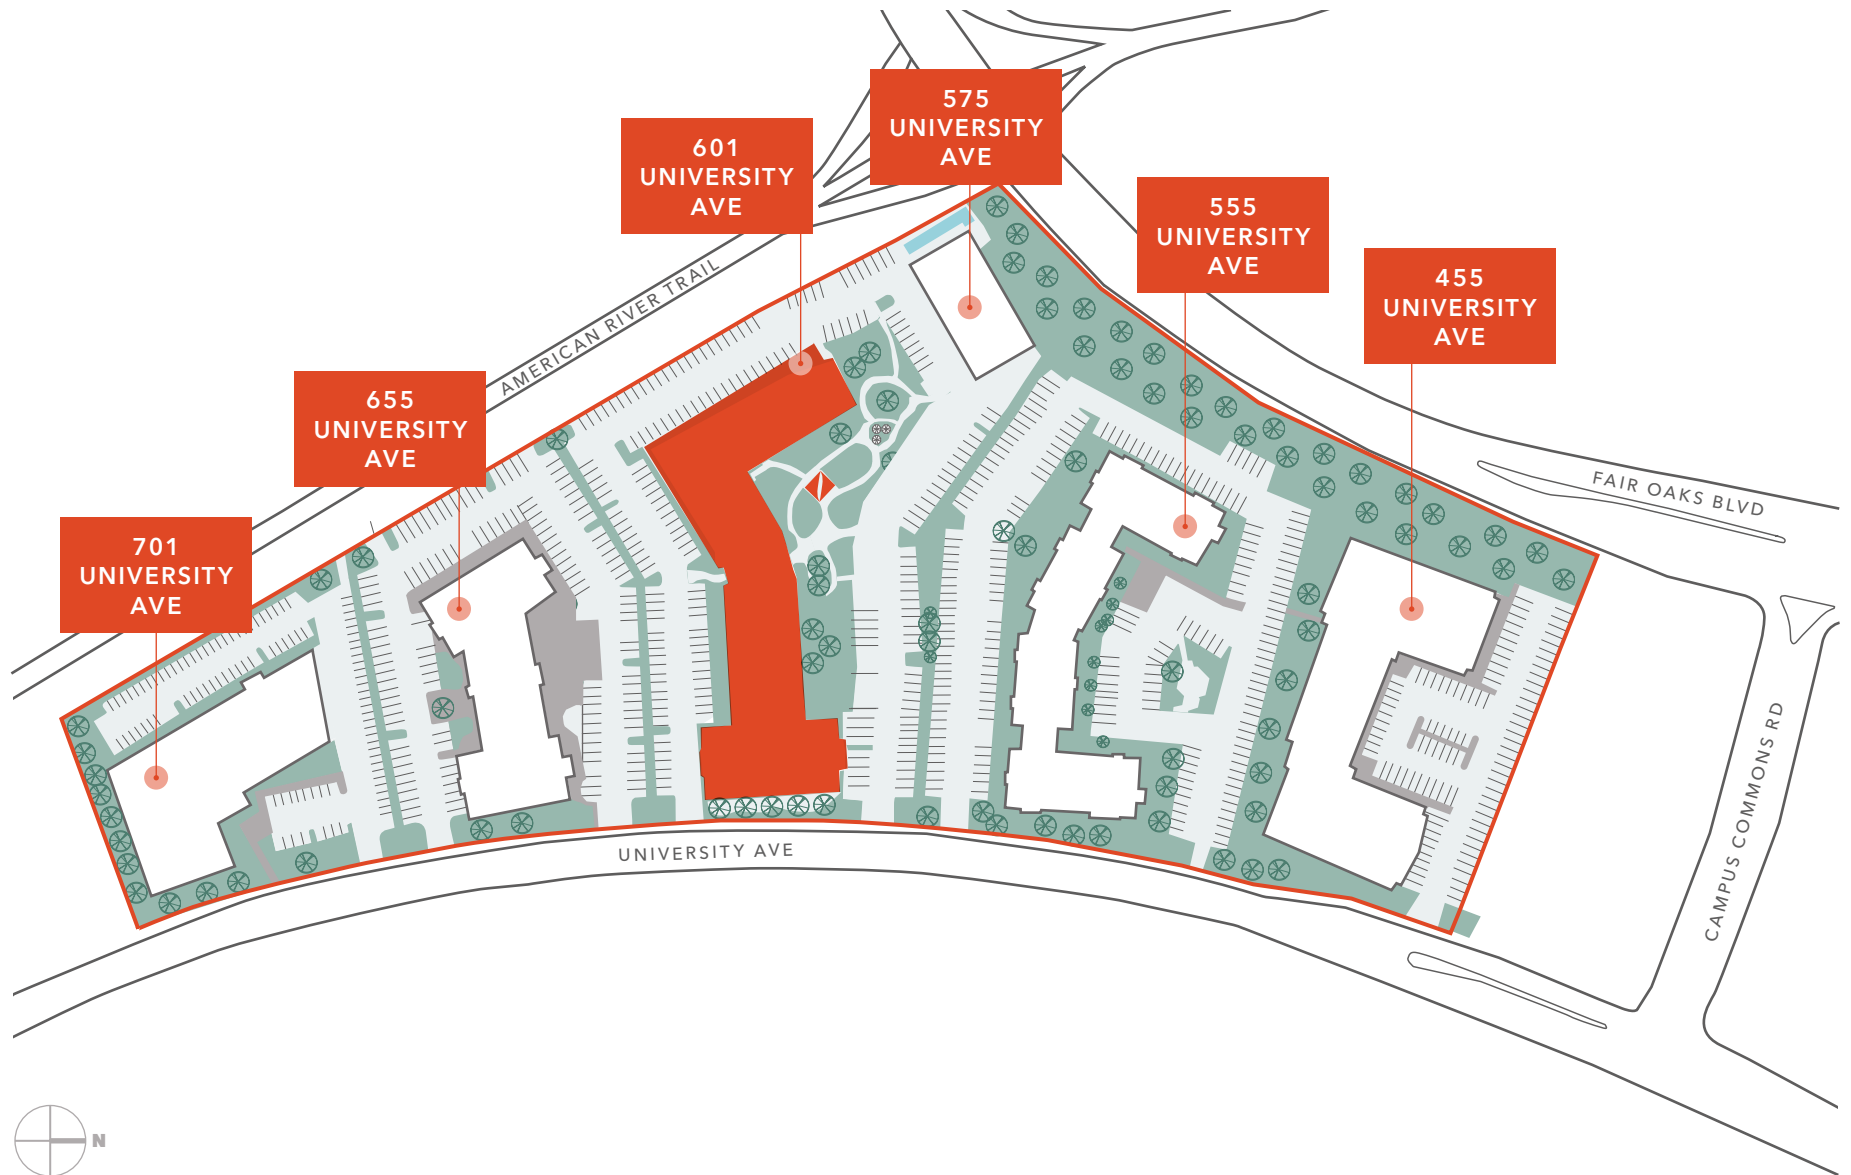 575
UNIVERSITY
AVE
601
UNIVERSITY
AVE
555
UNIVERSITY
AVE
455
UNIVERSITY
AVE
AMERICAN RIVER TRAIL
655
UNIVERSITY
AVE
FAIR OAKS BLVD
701
UNIVERSITY
AVE
CAMPUS COMMONS RD
UNIVERSITY AVE
N